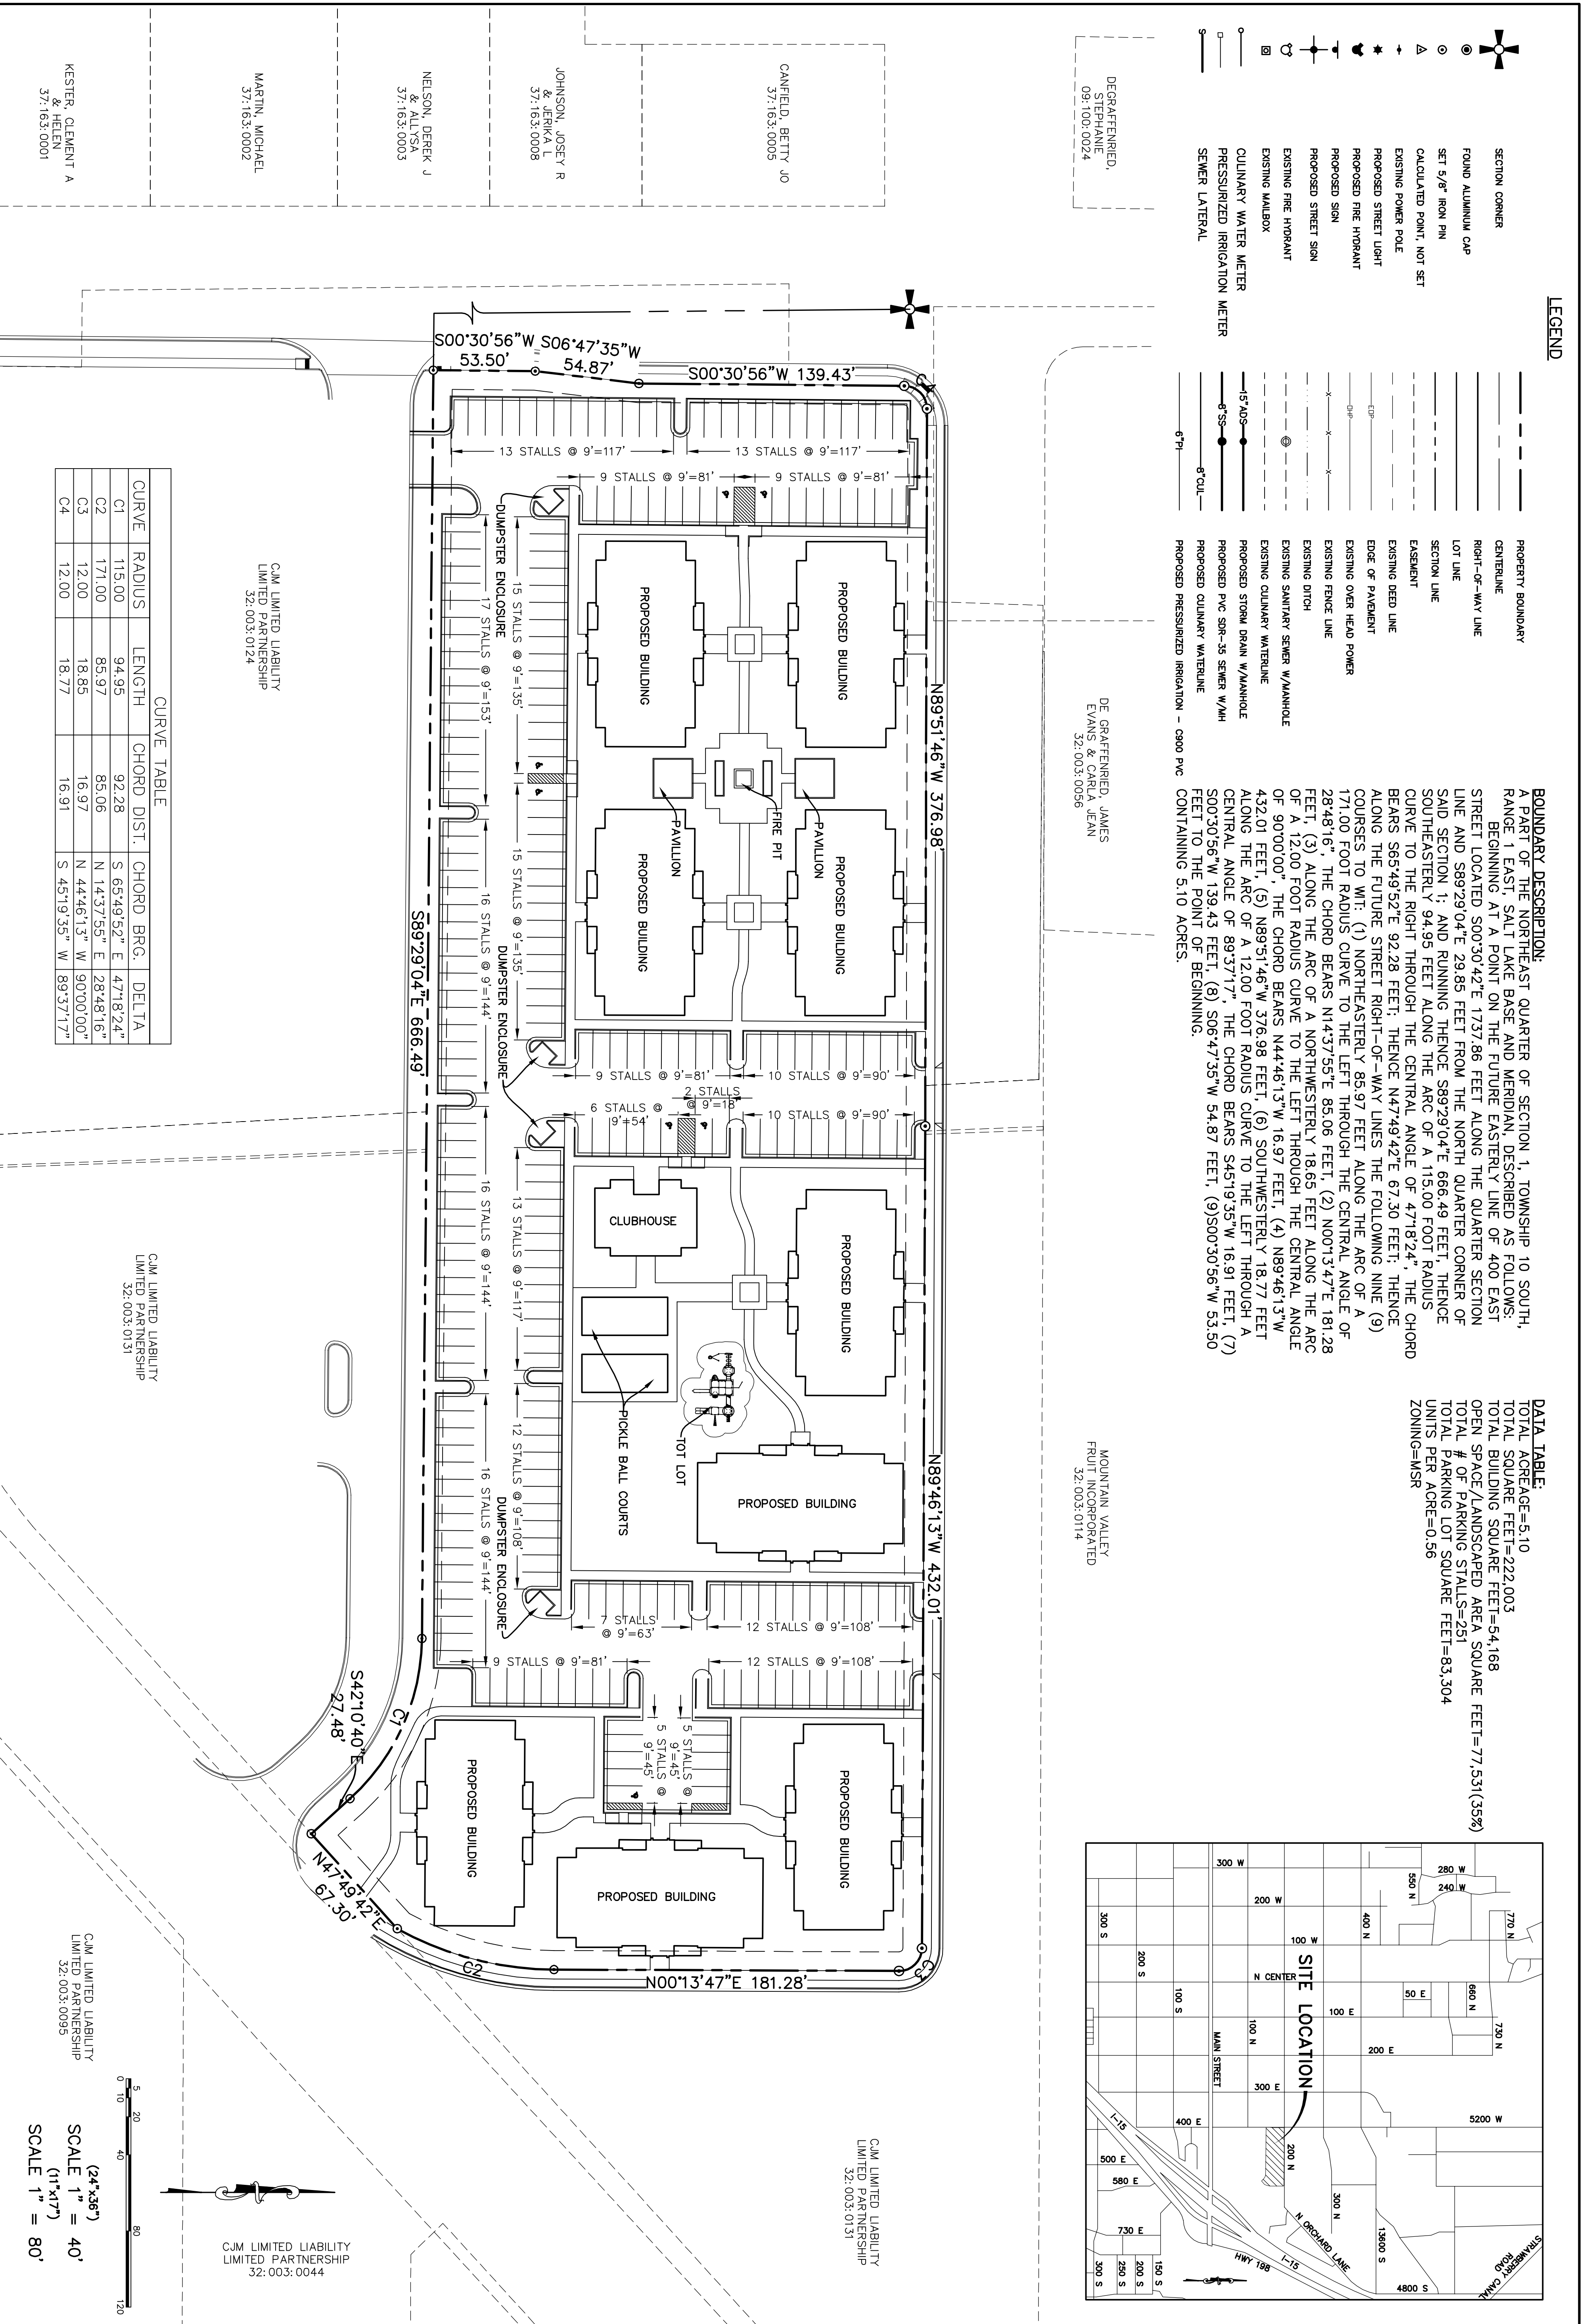 LEGEND
SECTION CORNER
FOUND ALUMINUM CAP
SET 5/8" IRON PIN
CALCULATED POINT, NOT SET
EXISTING POWER POLE
PROPOSED STREET LIGHT
PROPOSED FIRE HYDRANT
PROPOSED SIGN
PROPOSED STREET SIGN
EXISTING FIRE HYDRANT
EXISTING MAILBOX
CULINARY WATER METER
PRESSURIZED IRRIGATION METER
S
SEWER LATERAL
PROPERTY BOUNDARY
CENTERLINE
RIGHT-OF-WAY LINE
LOT LINE
SECTION LINE
EASEMENT
EXISTING DEED LINE
EOP
EDGE OF PAVEMENT
OHP
EXISTING OVER HEAD POWER
X X X
EXISTING FENCE LINE
EXISTING DITCH
EXISTING SANITARY SEWER W/MANHOLE
EXISTING CULINARY WATERLINE
15"ADS
PROPOSED STORM DRAIN W/MANHOLE
8"SS
PROPOSED PVC SDR-35 SEWER W/MH
8"CUL
PROPOSED CULINARY WATERLINE
6"PI
PROPOSED PRESSURIZED IRRIGATION - C900 PVC
BOUNDARY DESCRIPTION:
A PART OF THE NORTHEAST QUARTER OF SECTION 1, TOWNSHIP 10 SOUTH,
RANGE 1 EAST, SALT LAKE BASE AND MERIDIAN, DESCRIBED AS FOLLOWS:
BEGINNING AT A POINT ON THE FUTURE EASTERLY LINE OF 400 EAST
STREET LOCATED S00°30'42"E 1737.86 FEET ALONG THE QUARTER SECTION
LINE AND S89°29'04"E 29.85 FEET FROM THE NORTH QUARTER CORNER OF
SAID SECTION 1; AND RUNNING THENCE S89°29'04"E 666.49 FEET, THENCE
SOUTHEASTERLY 94.95 FEET ALONG THE ARC OF A 115.00 FOOT RADIUS
CURVE TO THE RIGHT THROUGH THE CENTRAL ANGLE OF 47°18'24", THE CHORD
BEARS S65°49'52"E 92.28 FEET; THENCE N47°49'42"E 67.30 FEET; THENCE
ALONG THE FUTURE STREET RIGHT-OF-WAY LINES THE FOLLOWING NINE (9)
COURSES TO WIT: (1) NORTHEASTERLY 85.97 FEET ALONG THE ARC OF A
171.00 FOOT RADIUS CURVE TO THE LEFT THROUGH THE CENTRAL ANGLE OF
28°48'16", THE CHORD BEARS N14°37'55"E 85.06 FEET, (2) N00°13'47"E 181.28
FEET, (3) ALONG THE ARC OF A NORTHWESTERLY 18.65 FEET ALONG THE ARC
OF A 12.00 FOOT RADIUS CURVE TO THE LEFT THROUGH THE CENTRAL ANGLE
OF 90°00'00", THE CHORD BEARS N44°46'13"W 16.97 FEET, (4) N89°46'13"W
432.01 FEET, (5) N89°51'46"W 376.98 FEET, (6) SOUTHWESTERLY 18.77 FEET
ALONG THE ARC OF A 12.00 FOOT RADIUS CURVE TO THE LEFT THROUGH A
CENTRAL ANGLE OF 89°37'17", THE CHORD BEARS S45°19'35"W 16.91 FEET, (7)
S00°30'56"W 139.43 FEET, (8) S06°47'35"W 54.87 FEET, (9)S00°30'56"W 53.50
FEET TO THE POINT OF BEGINNING.
CONTAINING 5.10 ACRES.
DATA TABLE:
TOTAL ACREAGE=5.10
TOTAL SQUARE FEET=222,003
TOTAL BUILDING SQUARE FEET=54,168
OPEN SPACE/LANDSCAPED AREA SQUARE FEET=77,531(35%)
TOTAL # OF PARKING STALLS=251
TOTAL PARKING LOT SQUARE FEET=83,304
UNITS PER ACRE=0.56
ZONING=MSR
280 W
240 W
770 N
300 W
550 N
200 W
400 N
300 S
100 W
200 S
SITE LOCATION
N CENTER
100 S
50 E
660 N
730 N
100 E
100 N
200 E
MAIN STREET
300 E
5200 W
400 E
I-15
200 N
500 E
580 E
300 N
N ORCHARD LANE
13600 S
STRAWBERRY CANAL
ROAD
730 E
HWY 198
I-15
4800 S
150 S
200 S
250 S
300 S
DEGRAFFENRIED,
STEPHANIE
09:100:0024
CANFIELD, BETTY JO
37:163:0005
JOHNSON, JOSEY R
& JERIKA L
37:163:0008
NELSON, DEREK J
& ALLYSA
37:163:0003
MARTIN, MICHAEL
37:163:0002
KESTER, CLEMENT A
& HELEN
37:163:0001
DE GRAFFENRIED, JAMES
EVANS & CARLA JEAN
32:003:0056
MOUNTAIN VALLEY
FRUIT INCORPORATED
32:003:0114
CJM LIMITED LIABILITY
LIMITED PARTNERSHIP
32:003:0131
S00°30'56"W
53.50'
S06°47'35"W
54.87'
S00°30'56"W 139.43'
C4
N89°51'46"W 376.98'
N89°46'13"W 432.01'
C3
N00°13'47"E 181.28'
C2
N47°49'42"E
67.30'
S42°10'40"E
27.48'
C1
S89°29'04"E 666.49'
13 STALLS @ 9'=117'
13 STALLS @ 9'=117'
9 STALLS @ 9'=81'
9 STALLS @ 9'=81'
DUMPSTER ENCLOSURE
15 STALLS @ 9'=135'
17 STALLS @ 9'=153'
PROPOSED BUILDING
PROPOSED BUILDING
PAVILLION
FIRE PIT
PAVILLION
PROPOSED BUILDING
PROPOSED BUILDING
15 STALLS @ 9'=135'
16 STALLS @ 9'=144'
DUMPSTER ENCLOSURE
9 STALLS @ 9'=81'
10 STALLS @ 9'=90'
2 STALLS
@ 9'=18'
6 STALLS @
9'=54'
10 STALLS @ 9'=90'
13 STALLS @ 9'=117'
16 STALLS @ 9'=144'
CLUBHOUSE
PROPOSED BUILDING
PICKLE BALL COURTS
TOT LOT
PROPOSED BUILDING
12 STALLS @ 9'=108'
16 STALLS @ 9'=144'
DUMPSTER ENCLOSURE
7 STALLS
@ 9'=63'
12 STALLS @ 9'=108'
9 STALLS @ 9'=81'
12 STALLS @ 9'=108'
5 STALLS @
9'=45'
5 STALLS @
9'=45'
PROPOSED BUILDING
PROPOSED BUILDING
PROPOSED BUILDING
CJM LIMITED LIABILITY
LIMITED PARTNERSHIP
32:003:0124
CJM LIMITED LIABILITY
LIMITED PARTNERSHIP
32:003:0131
CJM LIMITED LIABILITY
LIMITED PARTNERSHIP
32:003:0095
CJM LIMITED LIABILITY
LIMITED PARTNERSHIP
32:003:0044
CURVE TABLE
CURVE RADIUS LENGTH CHORD DIST. CHORD BRG. DELTA
C1 115.00 94.95 92.28 S 65°49'52" E 47°18'24"
C2 171.00 85.97 85.06 N 14°37'55" E 28°48'16"
C3 12.00 18.85 16.97 N 44°46'13" W 90°00'00"
C4 12.00 18.77 16.91 S 45°19'35" W 89°37'17"
0 5 10 20 40 80 120
(24"x36")
SCALE 1" = 40'
(11"x17")
SCALE 1" = 80'